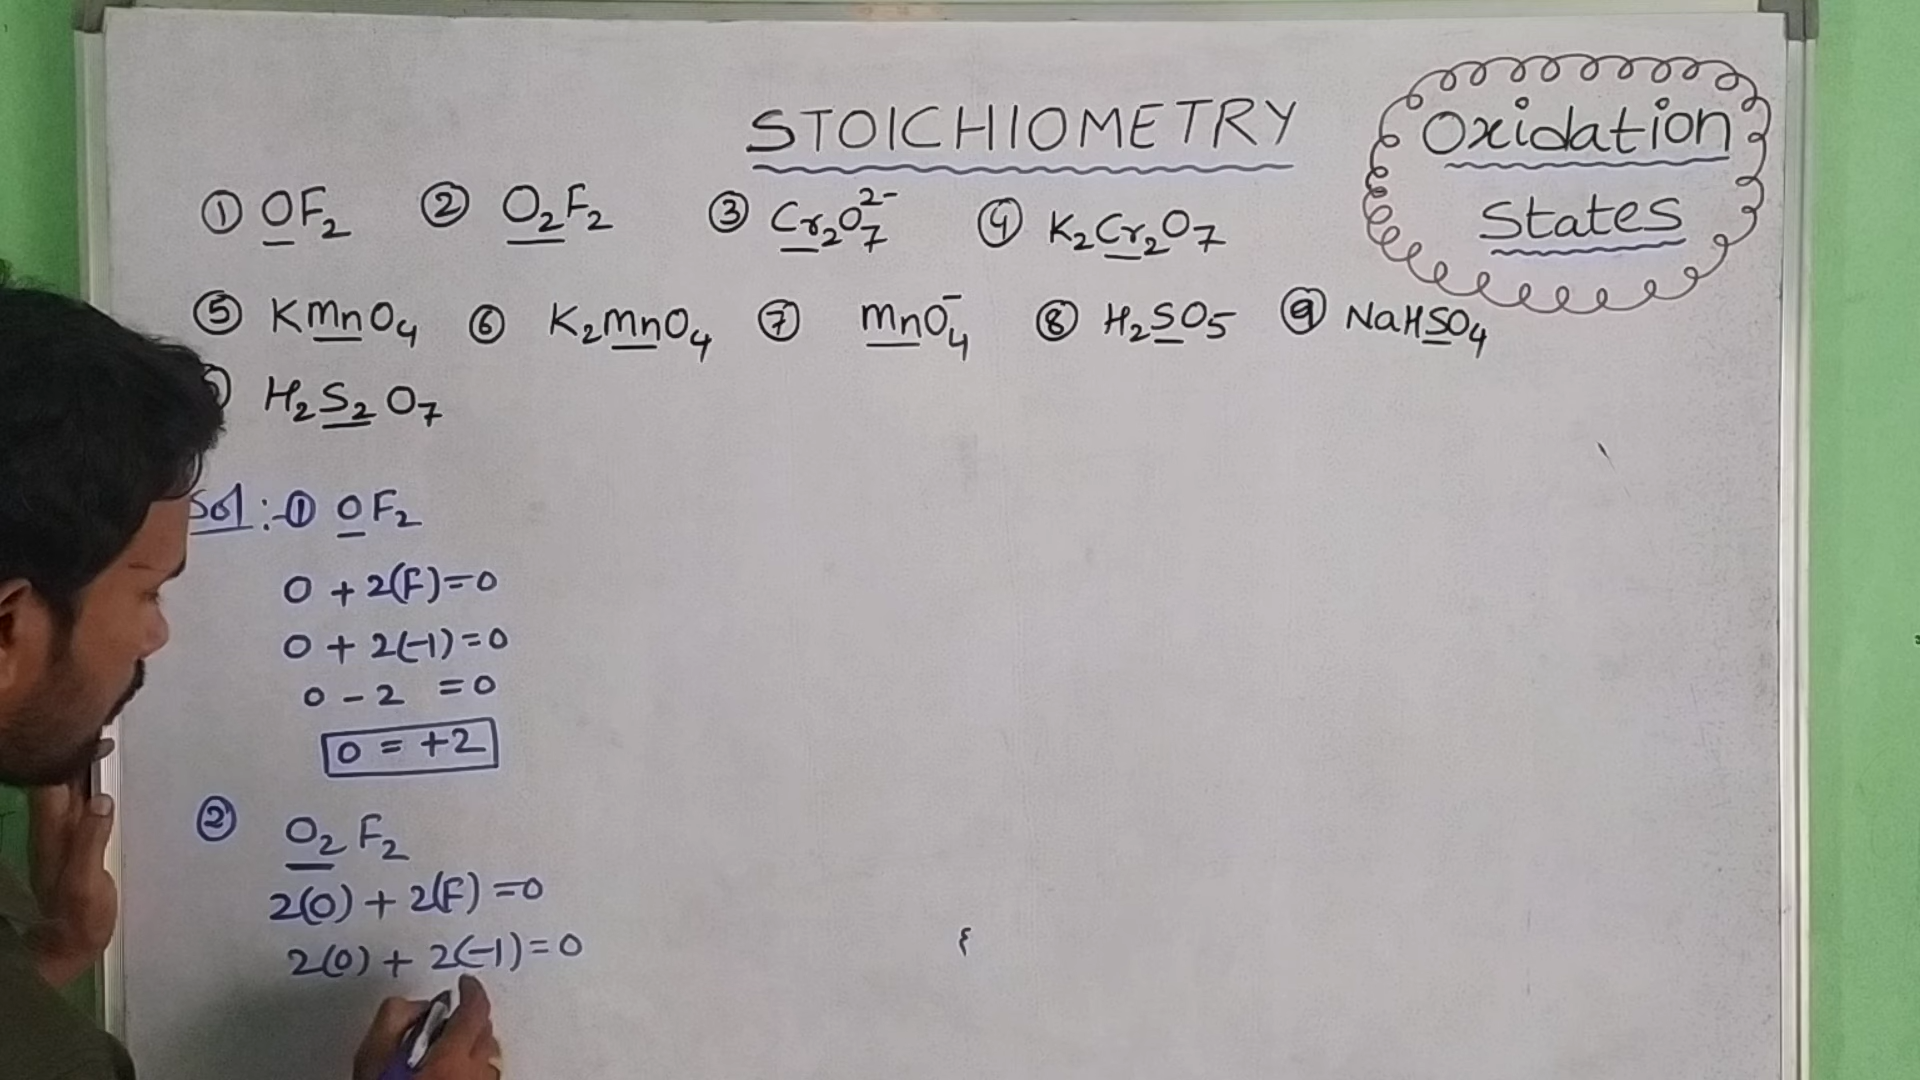 STOICHIOMETRY
Oxidation
States
① OF₂ ② O₂F₂ ③ Cr₂O₇²⁻ ④ K₂Cr₂O₇
⑤ KMnO₄ ⑥ K₂MnO₄ ⑦ MnO₄⁻ ⑧ H₂SO₅ ⑨ NaHSO₄
H₂S₂O₇
Sol :- ① OF₂
O + 2(F) = 0
O + 2(-1) = 0
O - 2 = 0
O = +2
② O₂F₂
2(O) + 2(F) = 0
2(O) + 2(-1) = 0